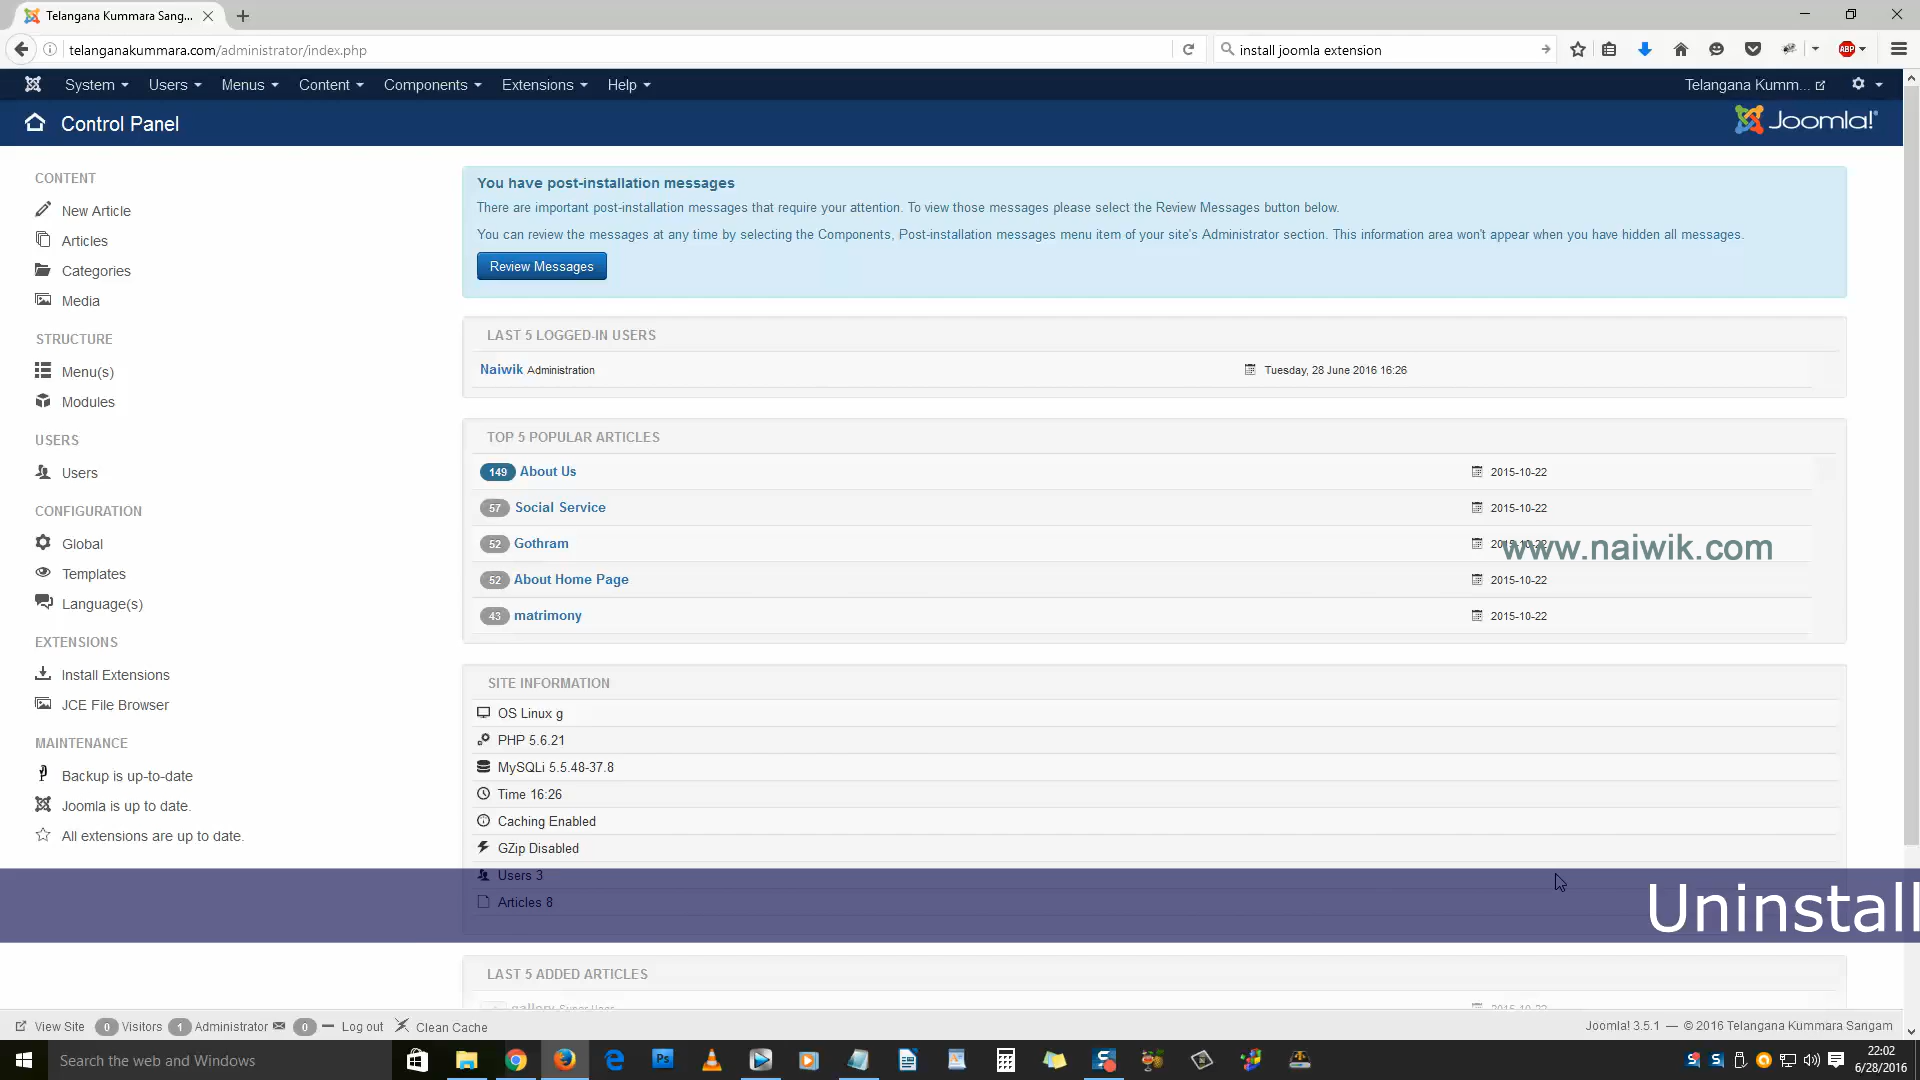 Telangana Kummara Sang...
telanganakummara.com/administrator/index.php
install joomla extension
ABP
System Users Menus Content Components Extensions Help
Telangana Kumm...
Control Panel
Joomla!
CONTENT
New Article
Articles
Categories
Media
STRUCTURE
Menu(s)
Modules
USERS
Users
CONFIGURATION
Global
Templates
Language(s)
EXTENSIONS
Install Extensions
JCE File Browser
MAINTENANCE
Backup is up-to-date
Joomla is up to date.
All extensions are up to date.
You have post-installation messages
There are important post-installation messages that require your attention. To view those messages please select the Review Messages button below.
You can review the messages at any time by selecting the Components, Post-installation messages menu item of your site's Administrator section. This information area won't appear when you have hidden all messages.
Review Messages
LAST 5 LOGGED-IN USERS
Naiwik Administration Tuesday, 28 June 2016 16:26
TOP 5 POPULAR ARTICLES
149 About Us 2015-10-22
57 Social Service 2015-10-22
52 Gothram 2015-10-22
www.naiwik.com
52 About Home Page 2015-10-22
43 matrimony 2015-10-22
SITE INFORMATION
OS Linux g
PHP 5.6.21
MySQLi 5.5.48-37.8
Time 16:26
Caching Enabled
GZip Disabled
Users 3
Articles 8
Uninstall
LAST 5 ADDED ARTICLES
gallery Super User 2015-10-22
View Site 0 Visitors 1 Administrator 0 Log out Clean Cache
Joomla! 3.5.1 — © 2016 Telangana Kummara Sangam
Search the web and Windows
Ps
22:02
6/28/2016